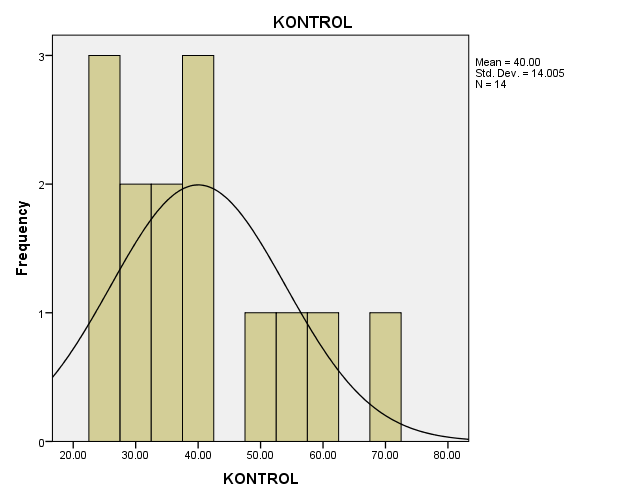 KONTROL
Mean = 40.00
Std. Dev. = 14.005
N = 14
Frequency
3
2
1
0
20.00 30.00 40.00 50.00 60.00 70.00 80.00
KONTROL